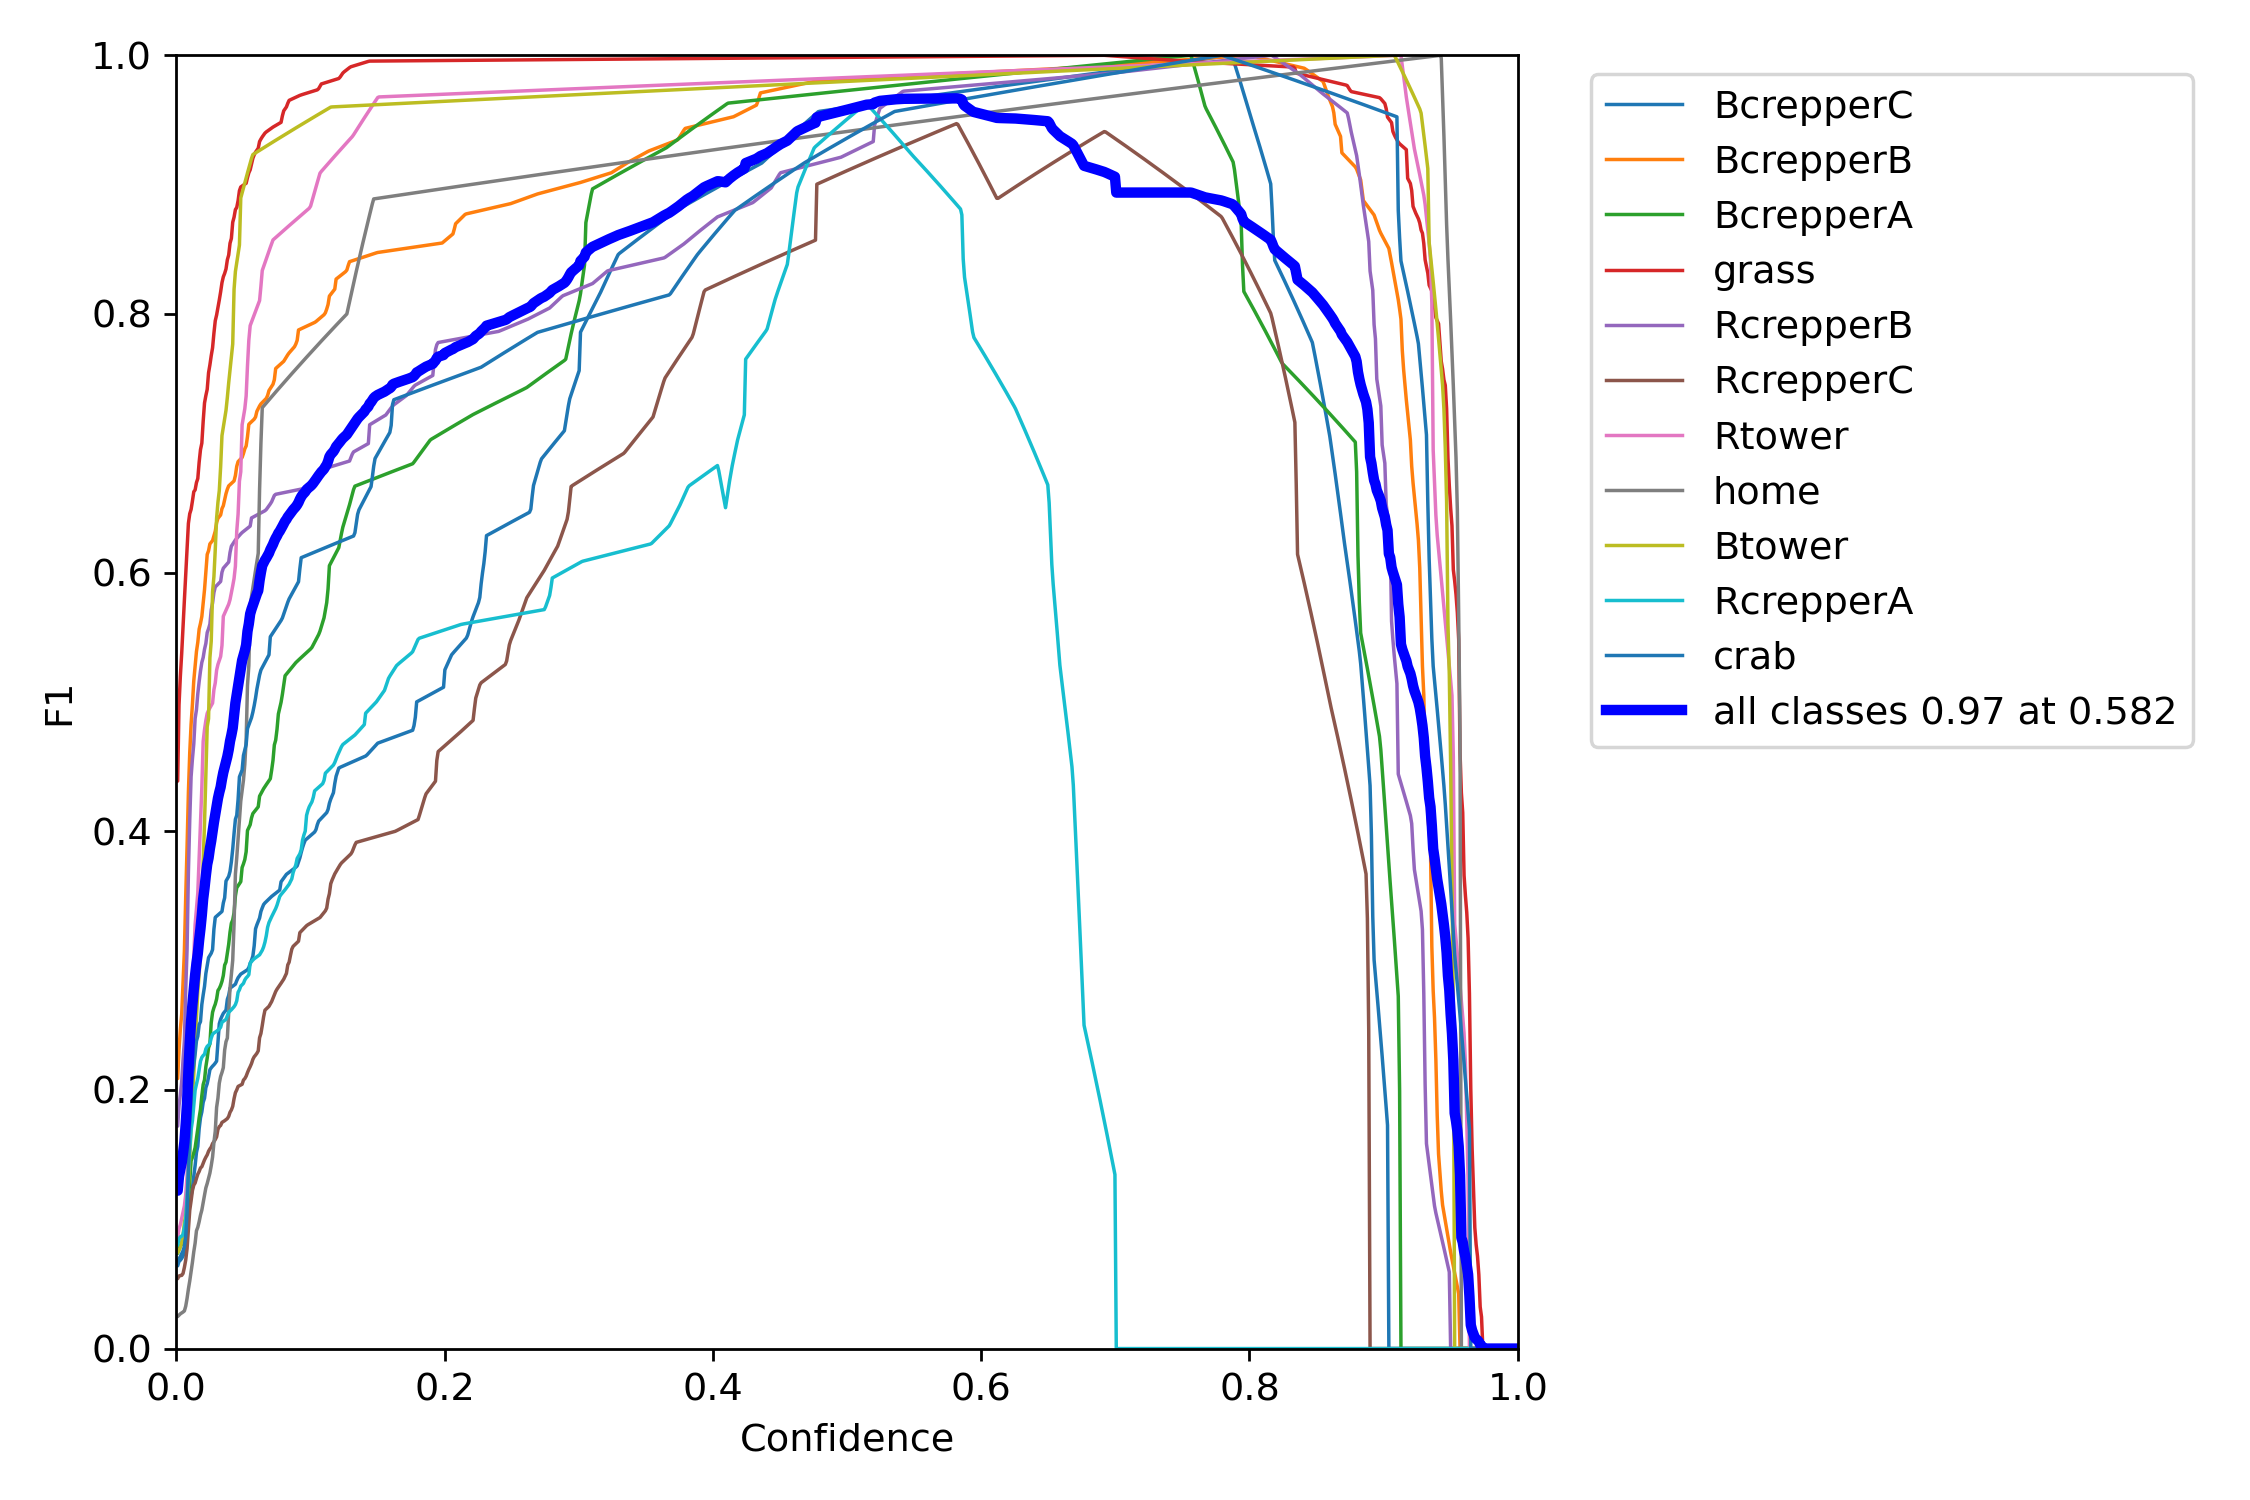 1.0
0.8
0.6
0.4
0.2
0.0
F1
0.0 0.2 0.4 0.6 0.8 1.0
Confidence
BcrepperC
BcrepperB
BcrepperA
grass
RcrepperB
RcrepperC
Rtower
home
Btower
RcrepperA
crab
all classes 0.97 at 0.582